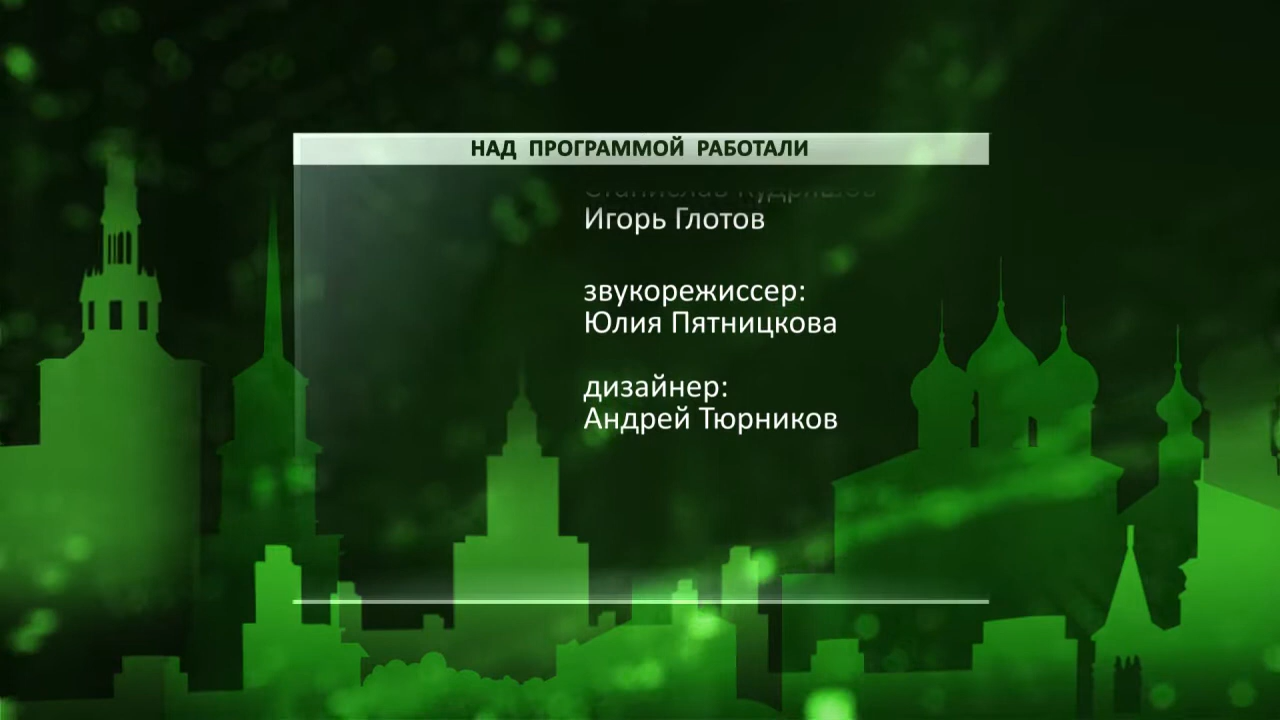 НАД ПРОГРАММОЙ РАБОТАЛИ
Игорь Глотов
звукорежиссер:
Юлия Пятницкова
дизайнер:
Андрей Тюрников